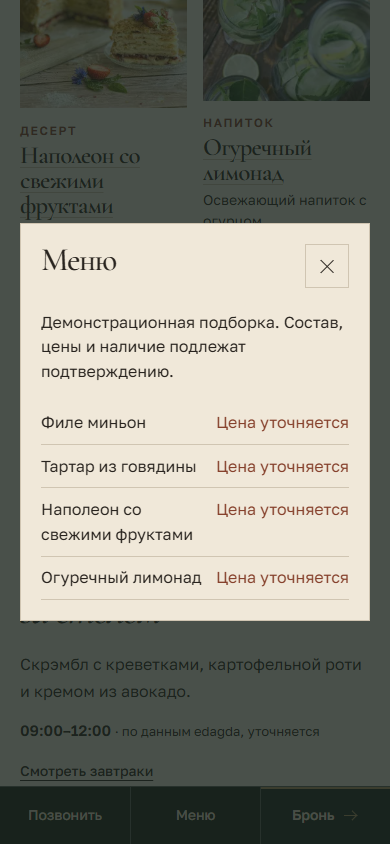 ДЕСЕРТ
Наполеон со
свежими
фруктами
НАПИТОК
Огуречный
лимонад
Освежающий напиток с
огурцом
Меню
Демонстрационная подборка. Состав,
цены и наличие подлежат
подтверждению.
Филе миньон Цена уточняется
Тартар из говядины Цена уточняется
Наполеон со Цена уточняется
свежими фруктами
Огуречный лимонад Цена уточняется
Скрэмбл с креветками, картофельной роти
и кремом из авокадо.
09:00–12:00 · по данным edagda, уточняется
Смотреть завтраки
Позвонить Меню Бронь →